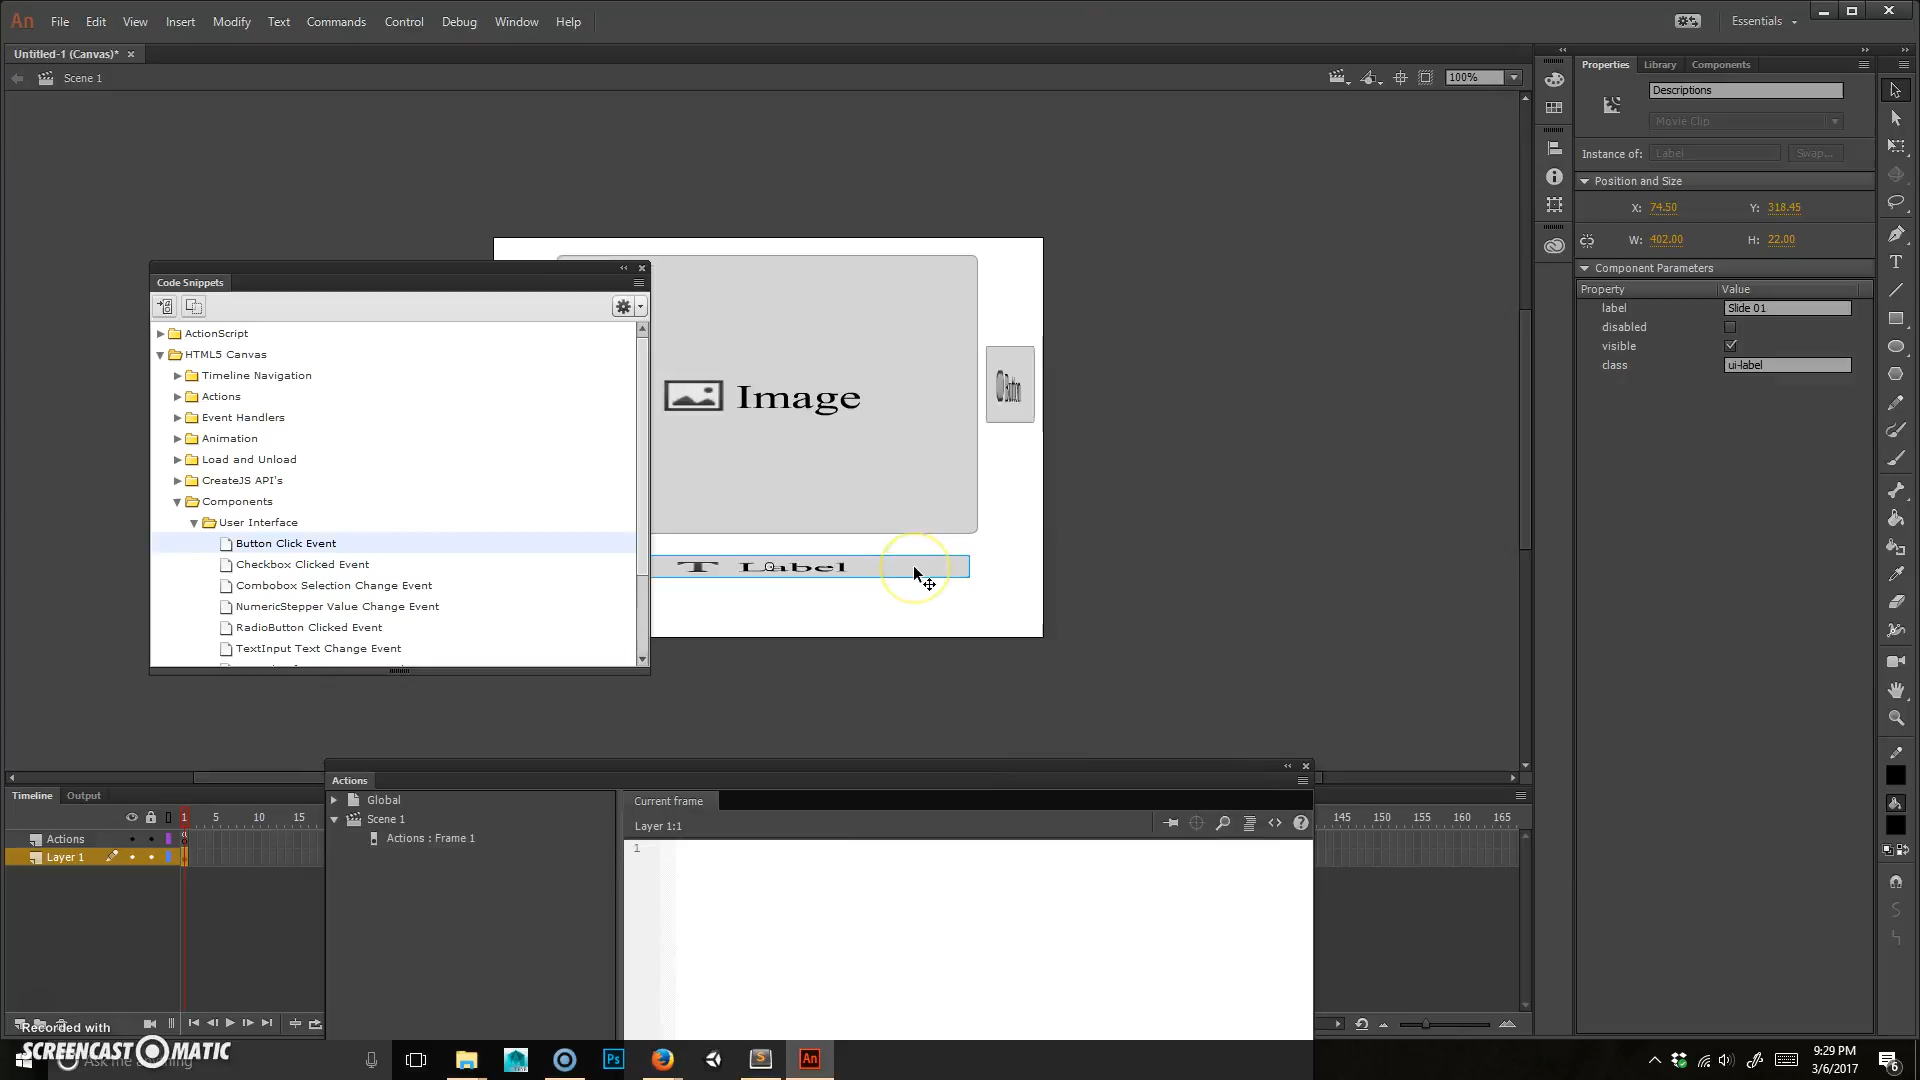 An File Edit View Insert Modify Text Commands Control Debug Window Help Essentials
Untitled-1 (Canvas)*
Scene 1
100%
Properties Library Components
Descriptions
Movie Clip
Instance of: Label Swap...
Position and Size
X: 74.50 Y: 318.45
W: 402.00 H: 22.00
Component Parameters
Property Value
label Slide 01
disabled
visible
class ui-label
Code Snippets
ActionScript
HTML5 Canvas
Timeline Navigation
Actions
Event Handlers
Animation
Load and Unload
CreateJS API's
Components
User Interface
Button Click Event
Checkbox Clicked Event
Combobox Selection Change Event
NumericStepper Value Change Event
RadioButton Clicked Event
TextInput Text Change Event
Image
Button
T Label
Timeline Output
1 5 10 15
Actions
Layer 1
Actions
Global
Scene 1
Actions : Frame 1
Current frame
Layer 1:1
1
145 150 155 160 165
Recorded with
SCREENCAST MATIC
Ps
An
9:29 PM
3/6/2017
6